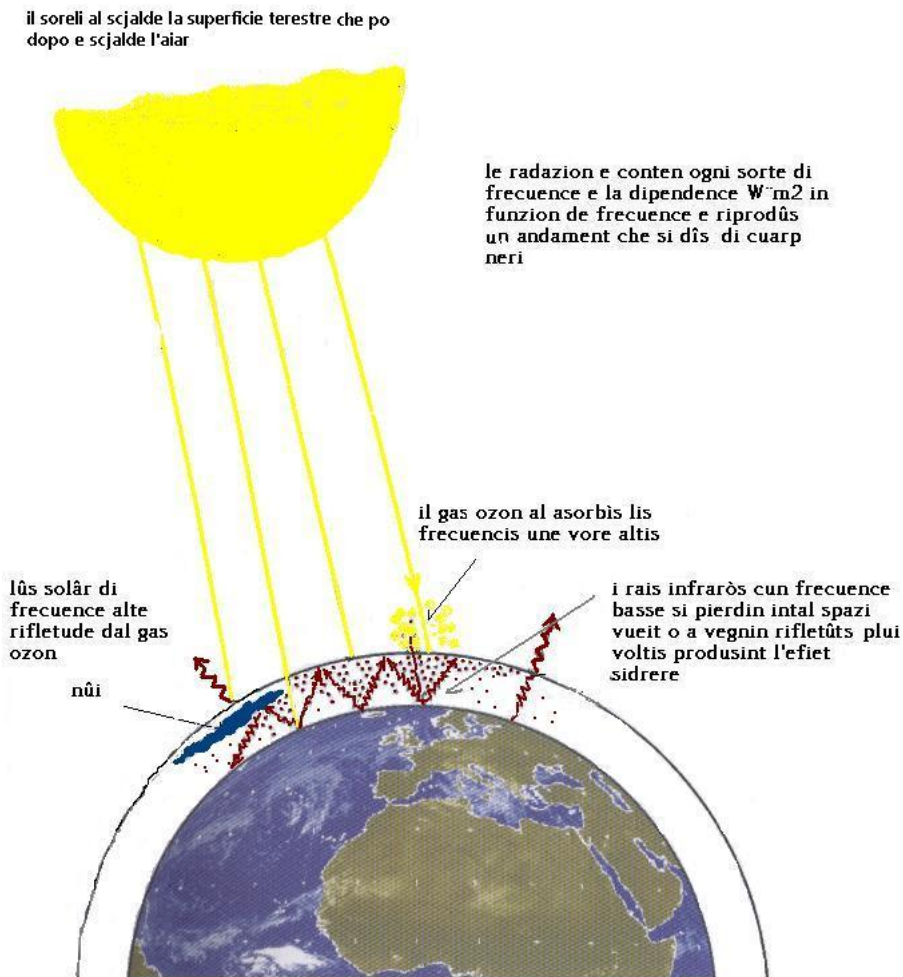 il soreli al scjalde la superficie terestre che po
dopo e scjalde l'aiar
le radazion e conten ogni sorte di
frecuence e la dipendence W¨m2 in
funzion de frecuence e riprodûs
un andament che si dîs di cuarp
neri
il gas ozon al asorbìs lis
frecuencis une vore altis
lûs solâr di
frecuence alte
rifletude dal gas
ozon
i rais infraròs cun frecuence
basse si pierdin intal spazi
vueit o a vegnin rifletûts plui
voltis produsint l'efiet
sidrere
nûi